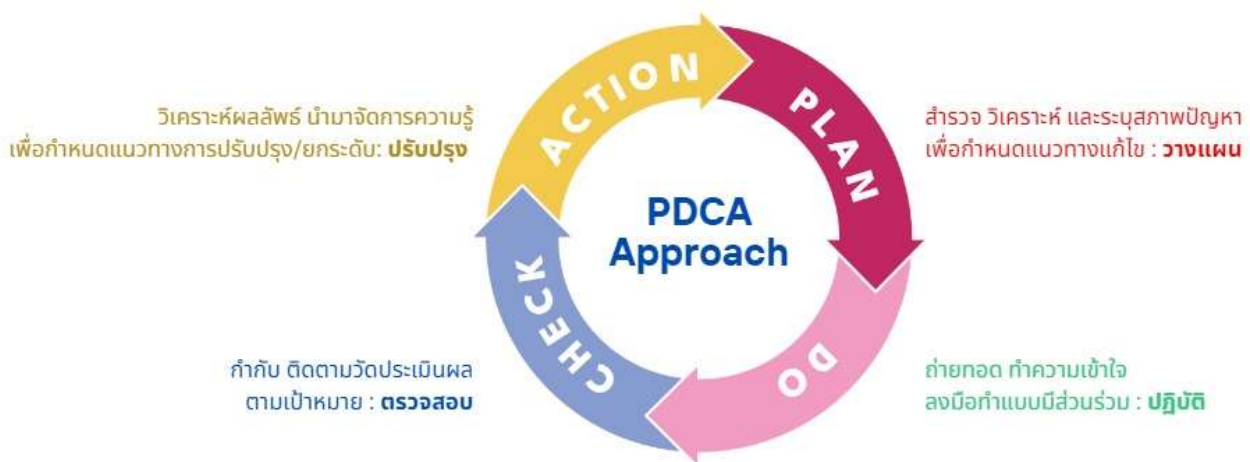 ACTION
PLAN
วิเคราะห์ผลลัพธ์ นำมาจัดการความรู้
เพื่อกำหนดแนวทางการปรับปรุง/ยกระดับ: ปรับปรุง
สำรวจ วิเคราะห์ และระบุสภาพปัญหา
เพื่อกำหนดแนวทางแก้ไข : วางแผน
PDCA
Approach
CHECK
DO
กำกับ ติดตามวัดประเมินผล
ตามเป้าหมาย : ตรวจสอบ
ถ่ายทอด ทำความเข้าใจ
ลงมือทำแบบมีส่วนร่วม : ปฏิบัติ